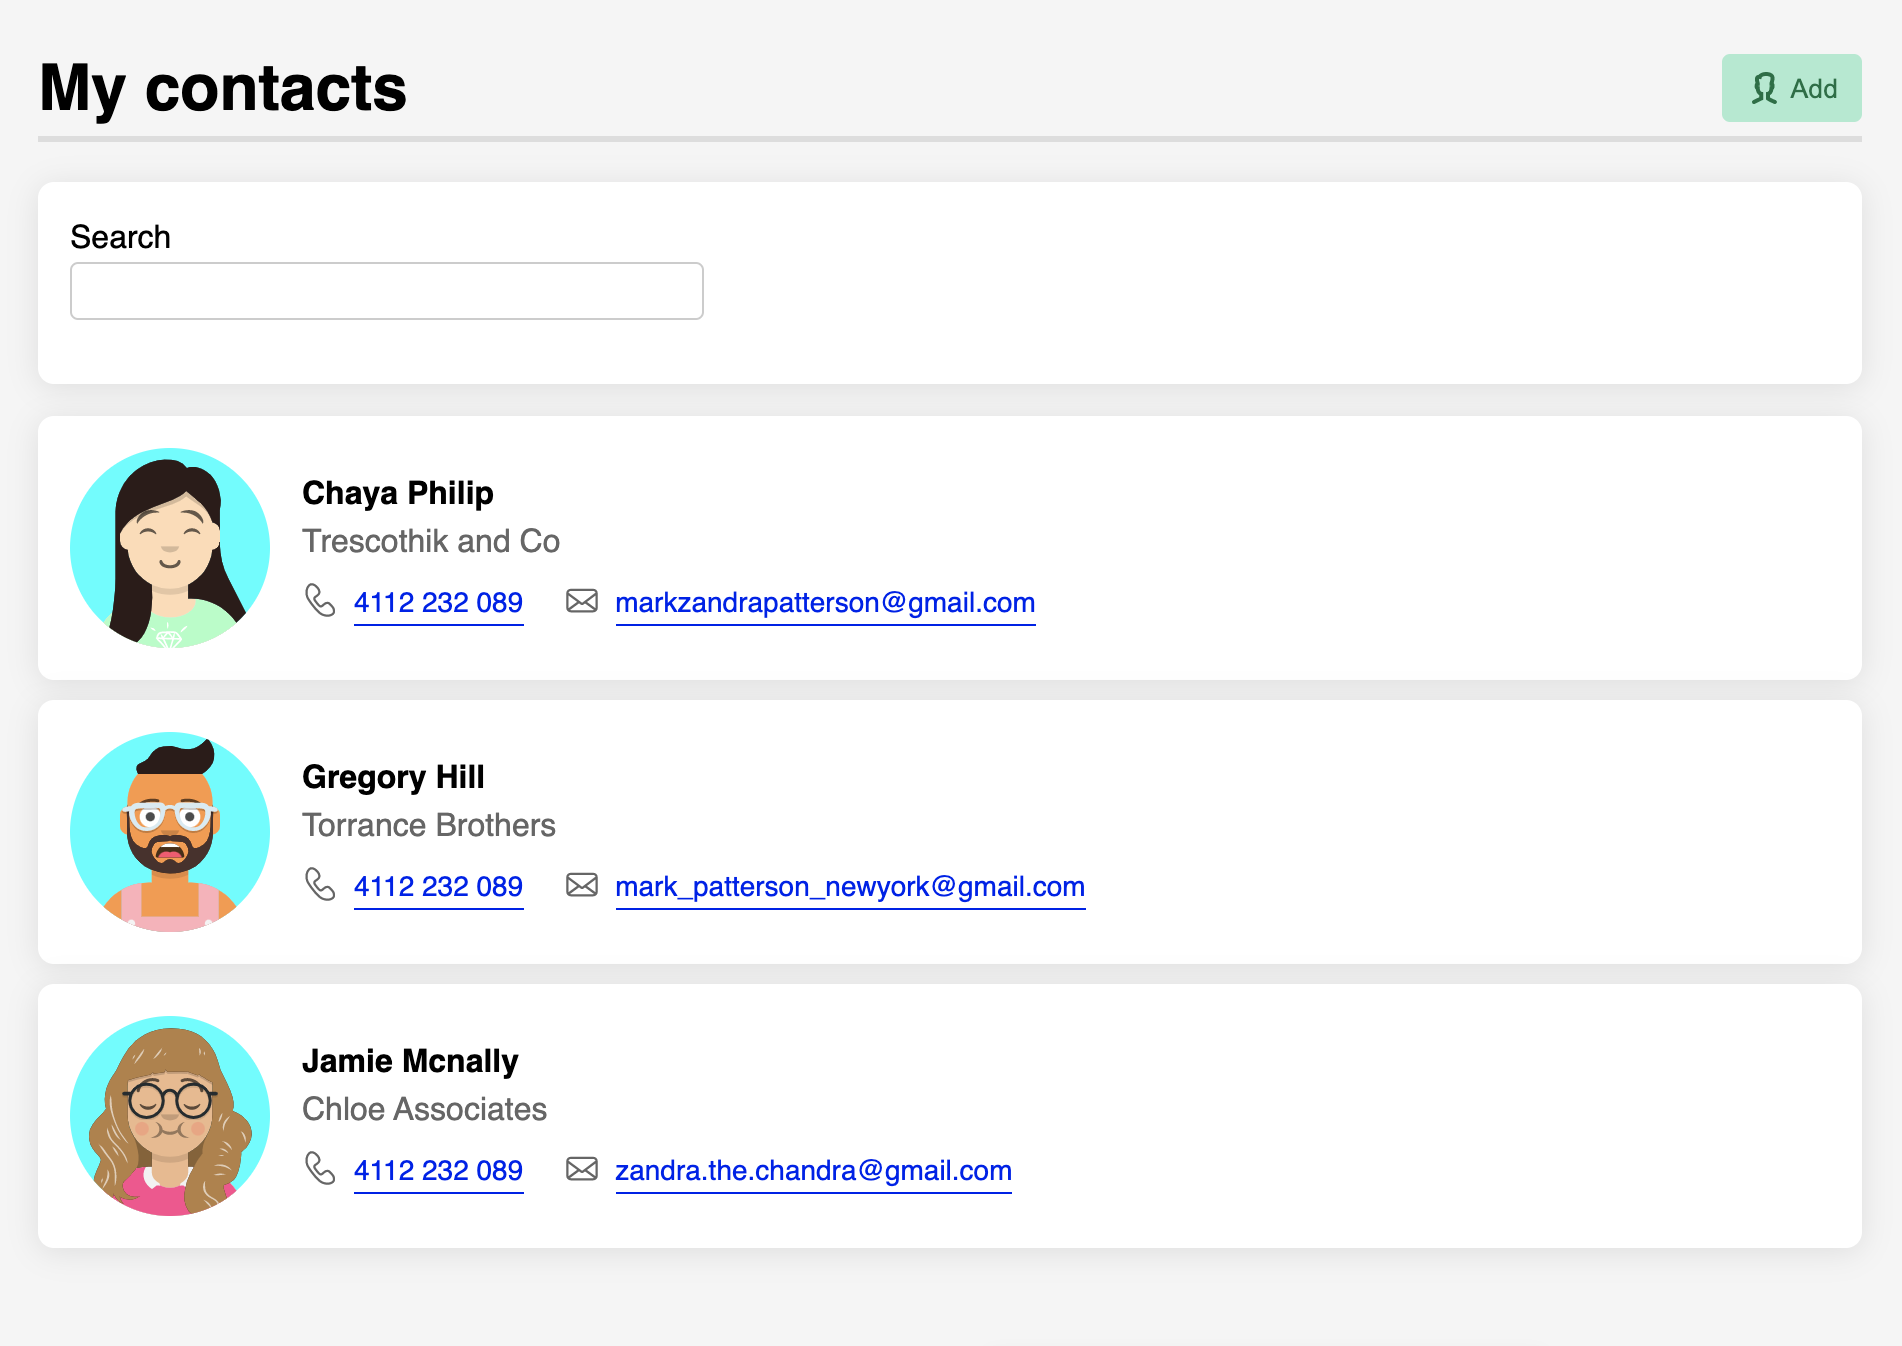 My contacts
Add
Search
Chaya Philip
Trescothik and Co
4112 232 089 markzandrapatterson@gmail.com
Gregory Hill
Torrance Brothers
4112 232 089 mark_patterson_newyork@gmail.com
Jamie Mcnally
Chloe Associates
4112 232 089 zandra.the.chandra@gmail.com